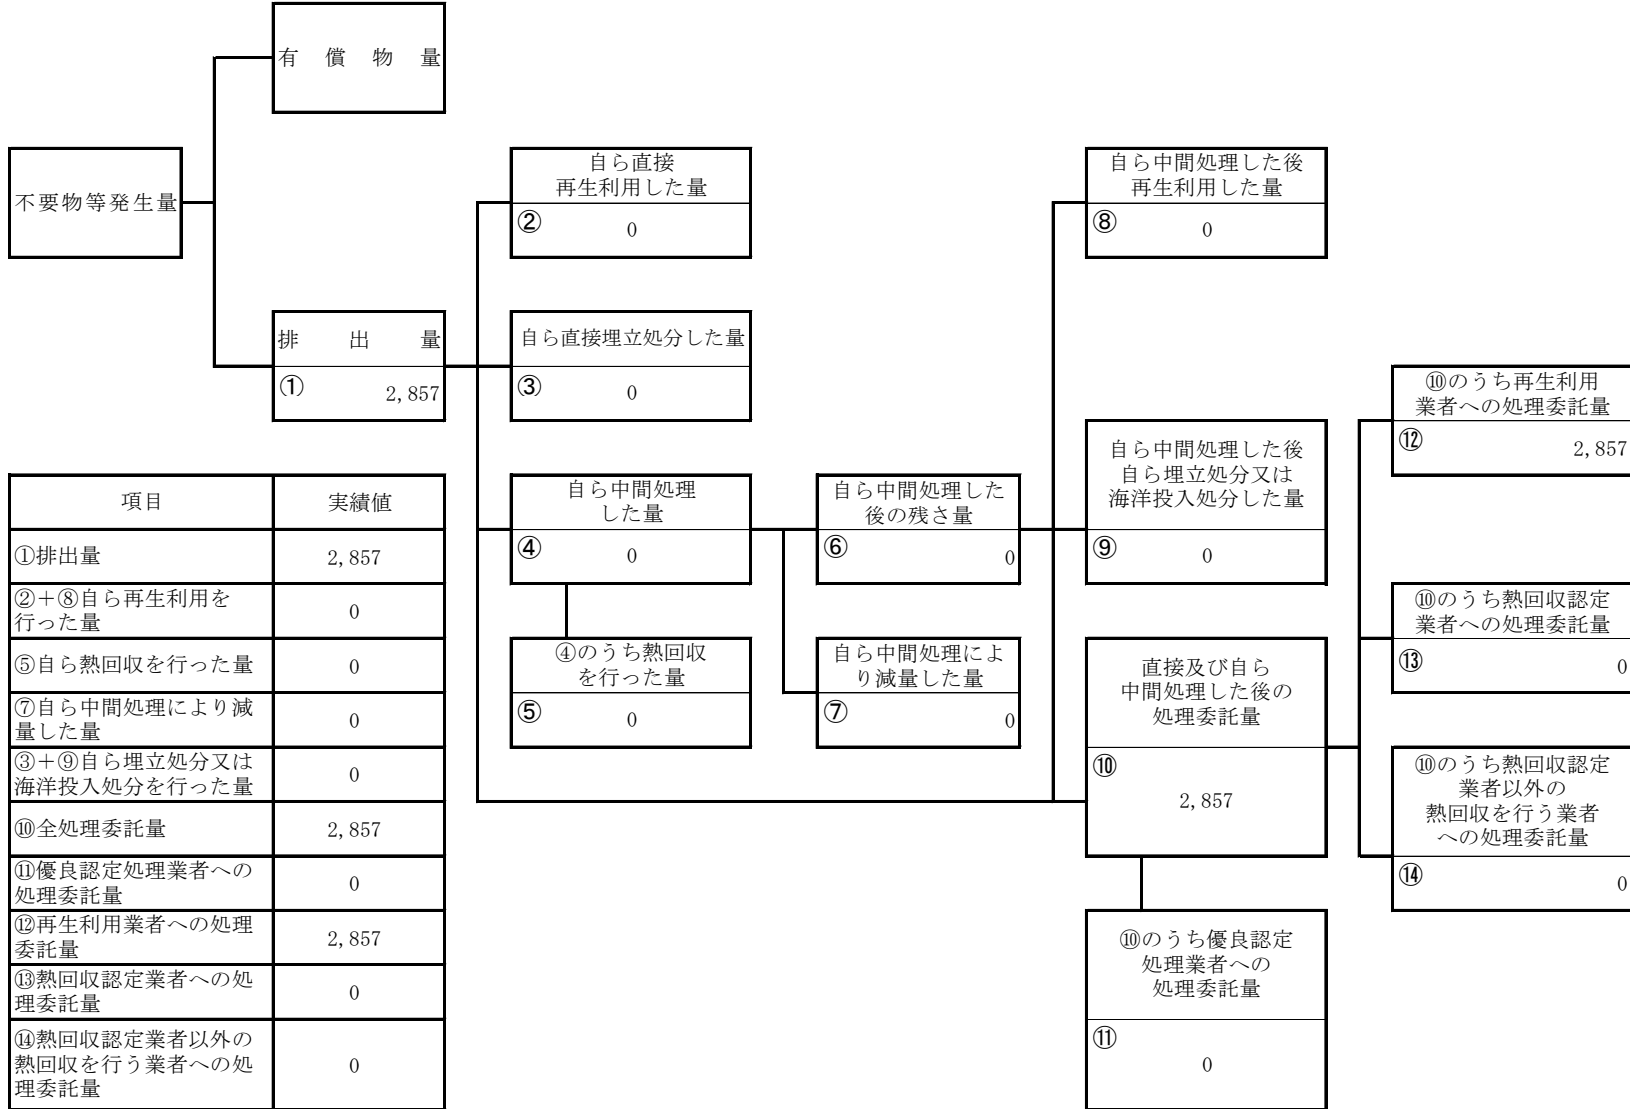 有償物量
不要物等発生量
排出量
① 2,857
自ら直接
再生利用した量
② 0
自ら直接埋立処分した量
③ 0
自ら中間処理
した量
④ 0
④のうち熱回収
を行った量
⑤ 0
自ら中間処理した
後の残さ量
⑥ 0
自ら中間処理によ
り減量した量
⑦ 0
自ら中間処理した後
再生利用した量
⑧ 0
自ら中間処理した後
自ら埋立処分又は
海洋投入処分した量
⑨ 0
直接及び自ら
中間処理した後の
処理委託量
⑩
2,857
⑩のうち優良認定
処理業者への
処理委託量
⑪
0
⑩のうち再生利用
業者への処理委託量
⑫ 2,857
⑩のうち熱回収認定
業者への処理委託量
⑬ 0
⑩のうち熱回収認定
業者以外の
熱回収を行う業者
への処理委託量
⑭ 0
項目 実績値
①排出量 2,857
②＋⑧自ら再生利用を
行った量 0
⑤自ら熱回収を行った量 0
⑦自ら中間処理により減
量した量 0
③＋⑨自ら埋立処分又は
海洋投入処分を行った量 0
⑩全処理委託量 2,857
⑪優良認定処理業者への
処理委託量 0
⑫再生利用業者への処理
委託量 2,857
⑬熱回収認定業者への処
理委託量 0
⑭熱回収認定業者以外の
熱回収を行う業者への処
理委託量 0